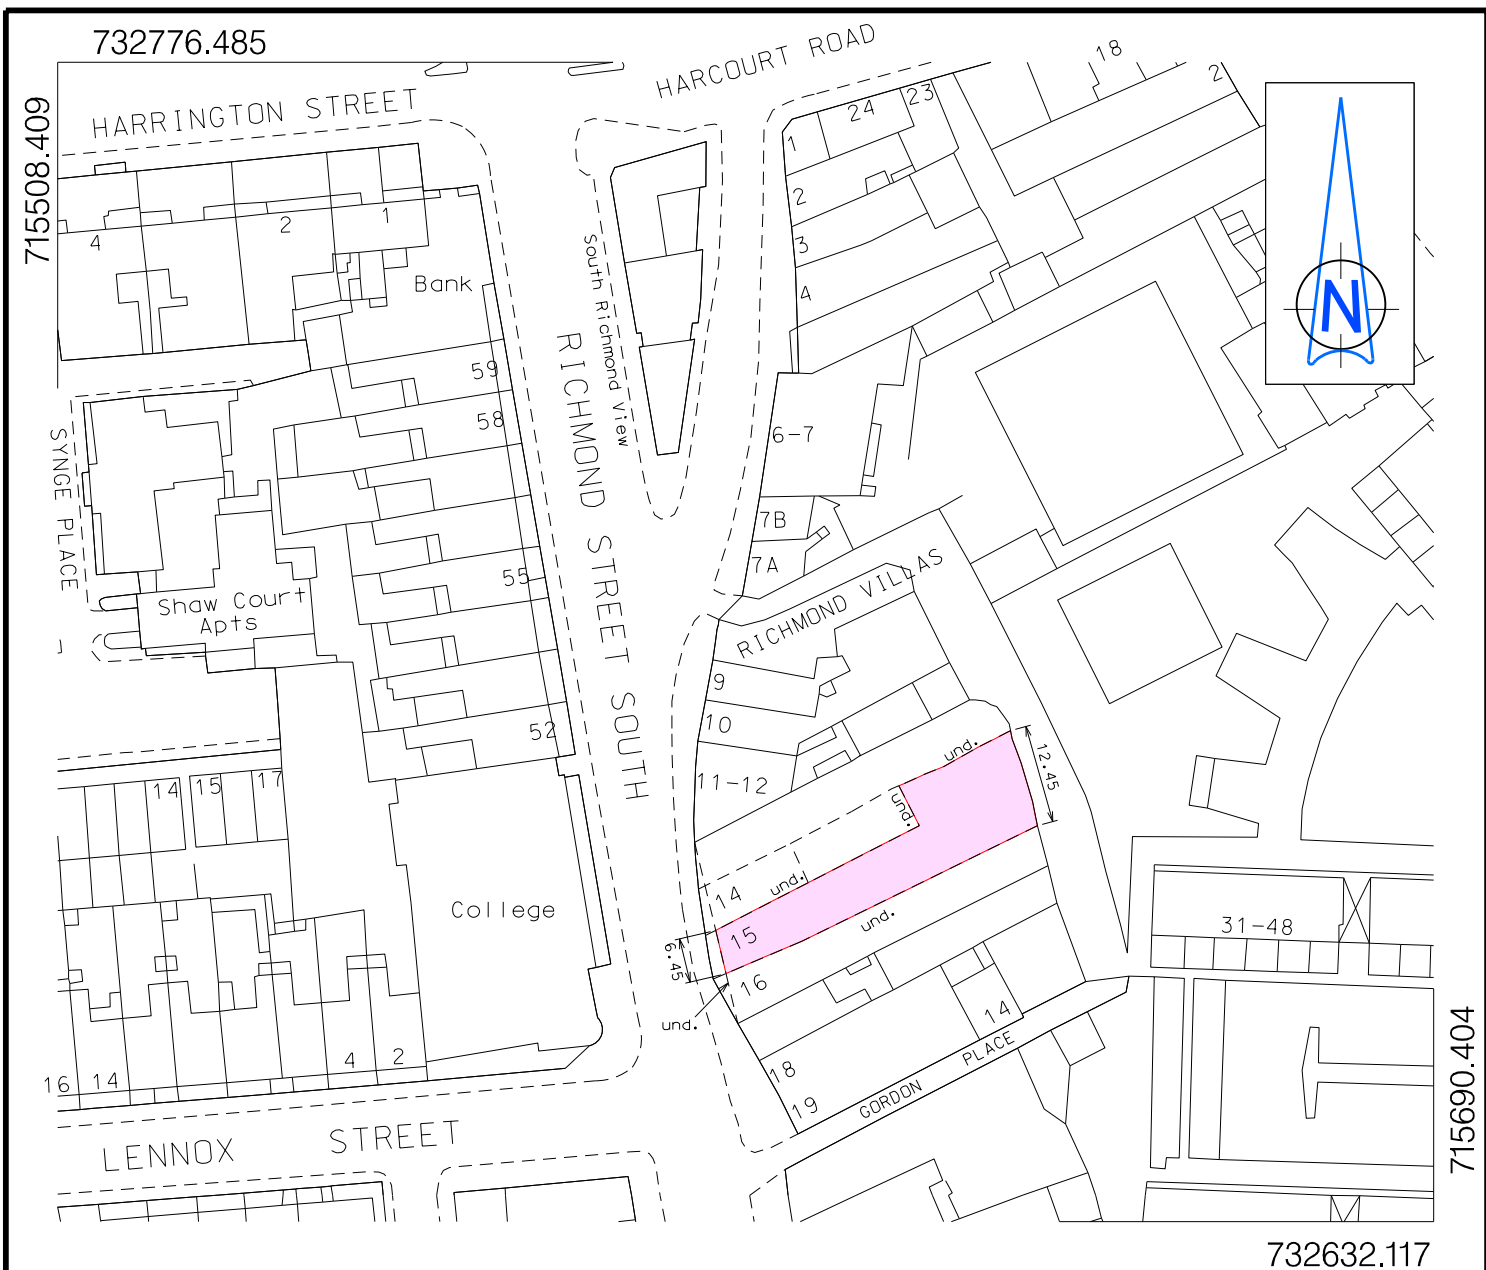 732776.485
715508.409
HARRINGTON STREET
HARCOURT ROAD
18
2
24
23
1
2
3
4
6-7
7B
7A
4
2
1
Bank
South Richmond View
RICHMOND STREET SOUTH
59
58
55
52
SYNGE PLACE
Shaw Court
Apts
RICHMOND VILLAS
9
10
11-12
14
15
17
und.
12.45
und.
und.
14
15
16
und.
6.45
und.
College
31-48
14
18
19
GORDON PLACE
16
14
4
2
LENNOX STREET
N
715690.404
732632.117